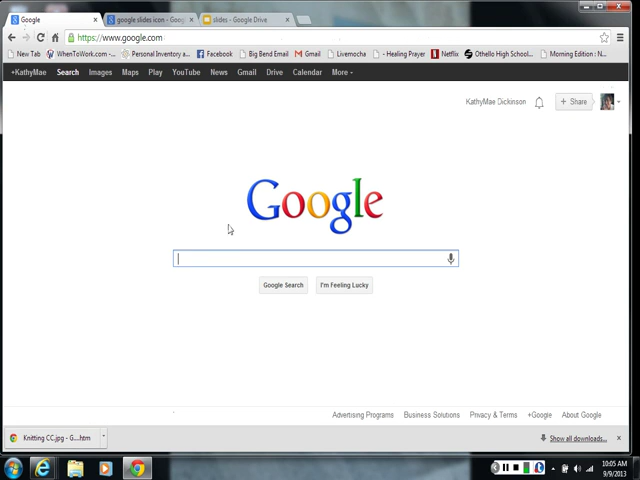 Google
google slides icon - Goog
slides - Google Drive
https://www.google.com
New Tab
WhenToWork.com -
Personal Inventory a
Facebook
Big Bend Email
Gmail
Livemocha
- Healing Prayer
Netflix
Othello High School
Morning Edition : N
+KathyMae
Search
Images
Maps
Play
YouTube
News
Gmail
Drive
Calendar
More
KathyMae Dickinson
+ Share
Google
Google Search
I'm Feeling Lucky
Advertising Programs
Business Solutions
Privacy & Terms
+Google
About Google
Knitting CC.jpg - G....htm
Show all downloads...
10:05 AM
9/9/2013